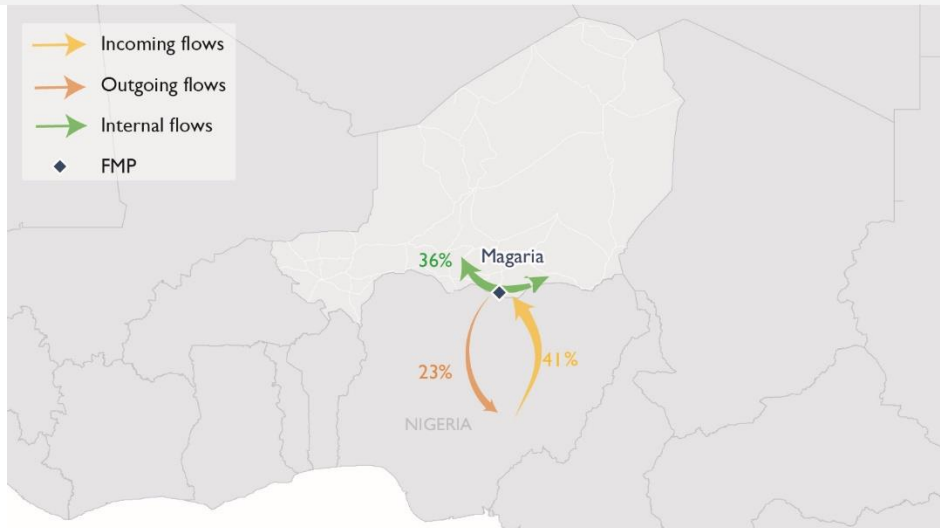 Incoming flows
Outgoing flows
Internal flows
FMP
36%
Magaria
23%
41%
NIGERIA